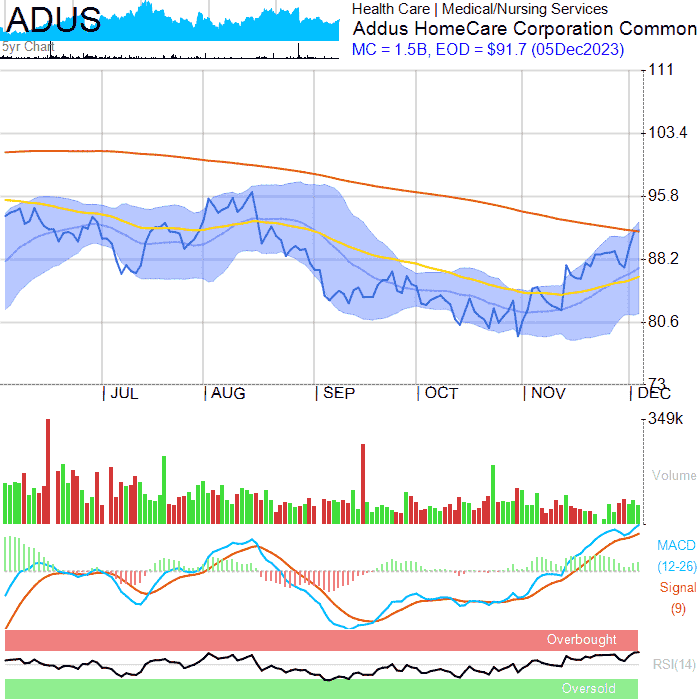 ADUS
5yr Chart
Health Care | Medical/Nursing Services
Addus HomeCare Corporation Common
MC = 1.5B, EOD = $91.7 (05Dec2023)
111
103.4
95.8
88.2
80.6
73
JUL AUG SEP OCT NOV DEC
349k
Volume
MACD
(12-26)
Signal
(9)
Overbought
RSI(14)
Oversold